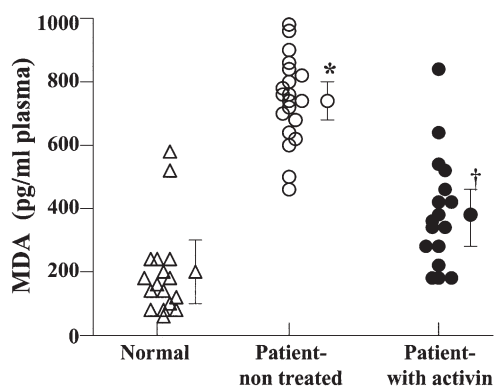 MDA (pg/ml plasma)
1000
800
600
400
200
0
*
†
Normal
Patient-
non treated
Patient-
with activin